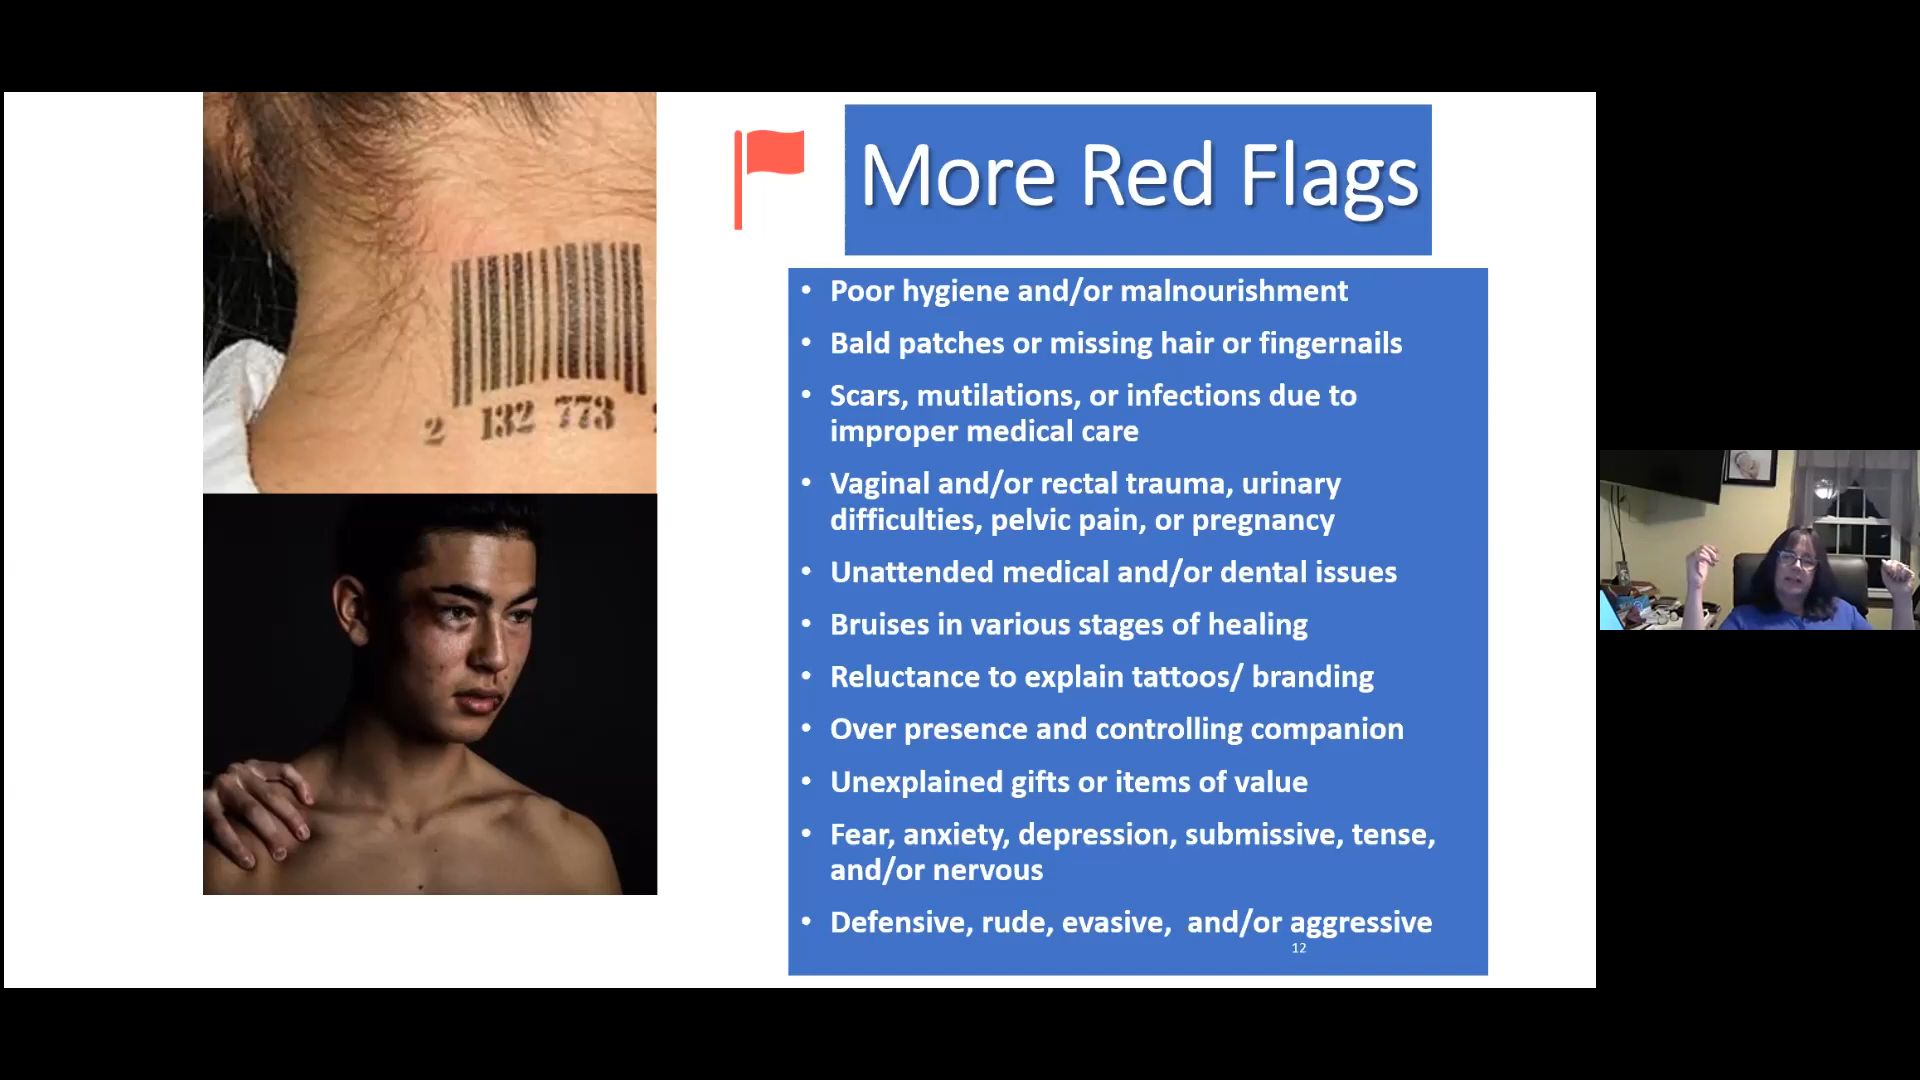 More Red Flags
• Poor hygiene and/or malnourishment
• Bald patches or missing hair or fingernails
• Scars, mutilations, or infections due to
improper medical care
• Vaginal and/or rectal trauma, urinary
difficulties, pelvic pain, or pregnancy
• Unattended medical and/or dental issues
• Bruises in various stages of healing
• Reluctance to explain tattoos/ branding
• Over presence and controlling companion
• Unexplained gifts or items of value
• Fear, anxiety, depression, submissive, tense,
and/or nervous
• Defensive, rude, evasive,  and/or aggressive
12
2 132 773